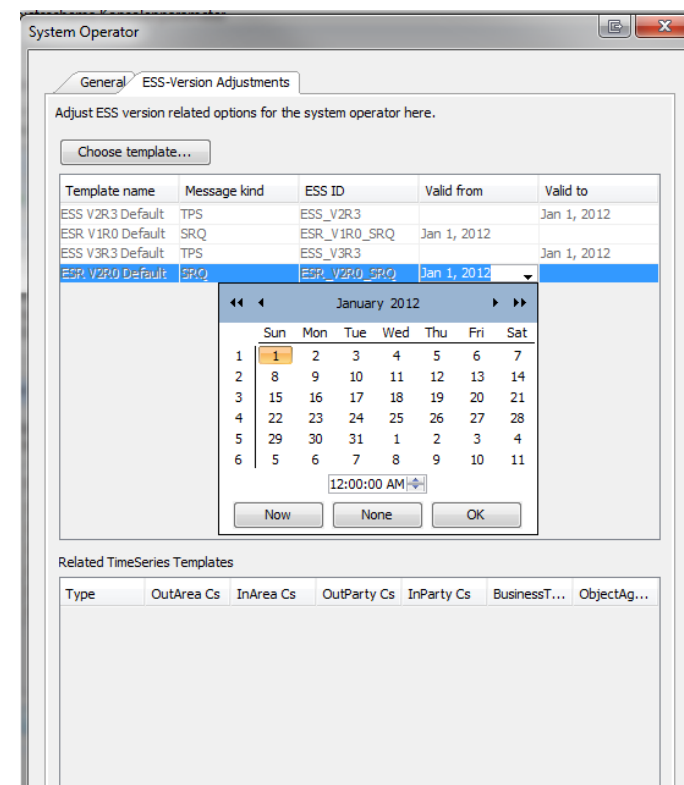 System Operator
General ESS-Version Adjustments
Adjust ESS version related options for the system operator here.
Choose template...
Template name Message kind ESS ID Valid from Valid to
ESS V2R3 Default TPS ESS_V2R3 Jan 1, 2012
ESR V1R0 Default SRQ ESR_V1R0_SRQ Jan 1, 2012
ESS V3R3 Default TPS ESS_V3R3 Jan 1, 2012
ESR V2R0 Default SRQ ESR_V2R0_SRQ Jan 1, 2012
January 2012
Sun Mon Tue Wed Thu Fri Sat
1 1 2 3 4 5 6 7
2 8 9 10 11 12 13 14
3 15 16 17 18 19 20 21
4 22 23 24 25 26 27 28
5 29 30 31 1 2 3 4
6 5 6 7 8 9 10 11
12:00:00 AM
Now None OK
Related TimeSeries Templates
Type OutArea Cs InArea Cs OutParty Cs InParty Cs BusinessT... ObjectAg...